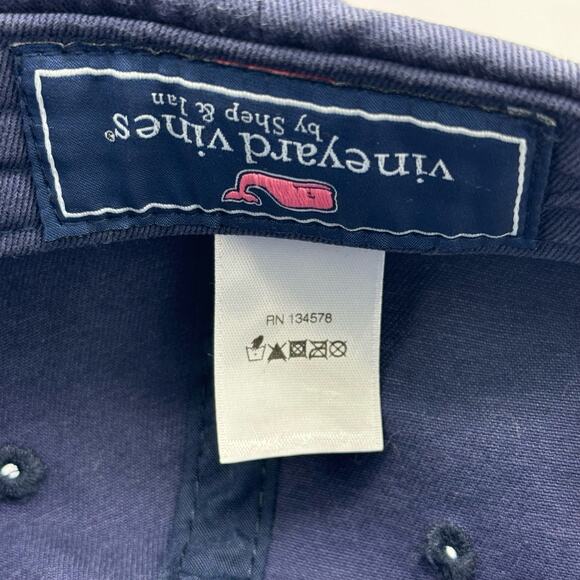 vineyard vines®
by Shep & Ian
RN 134578